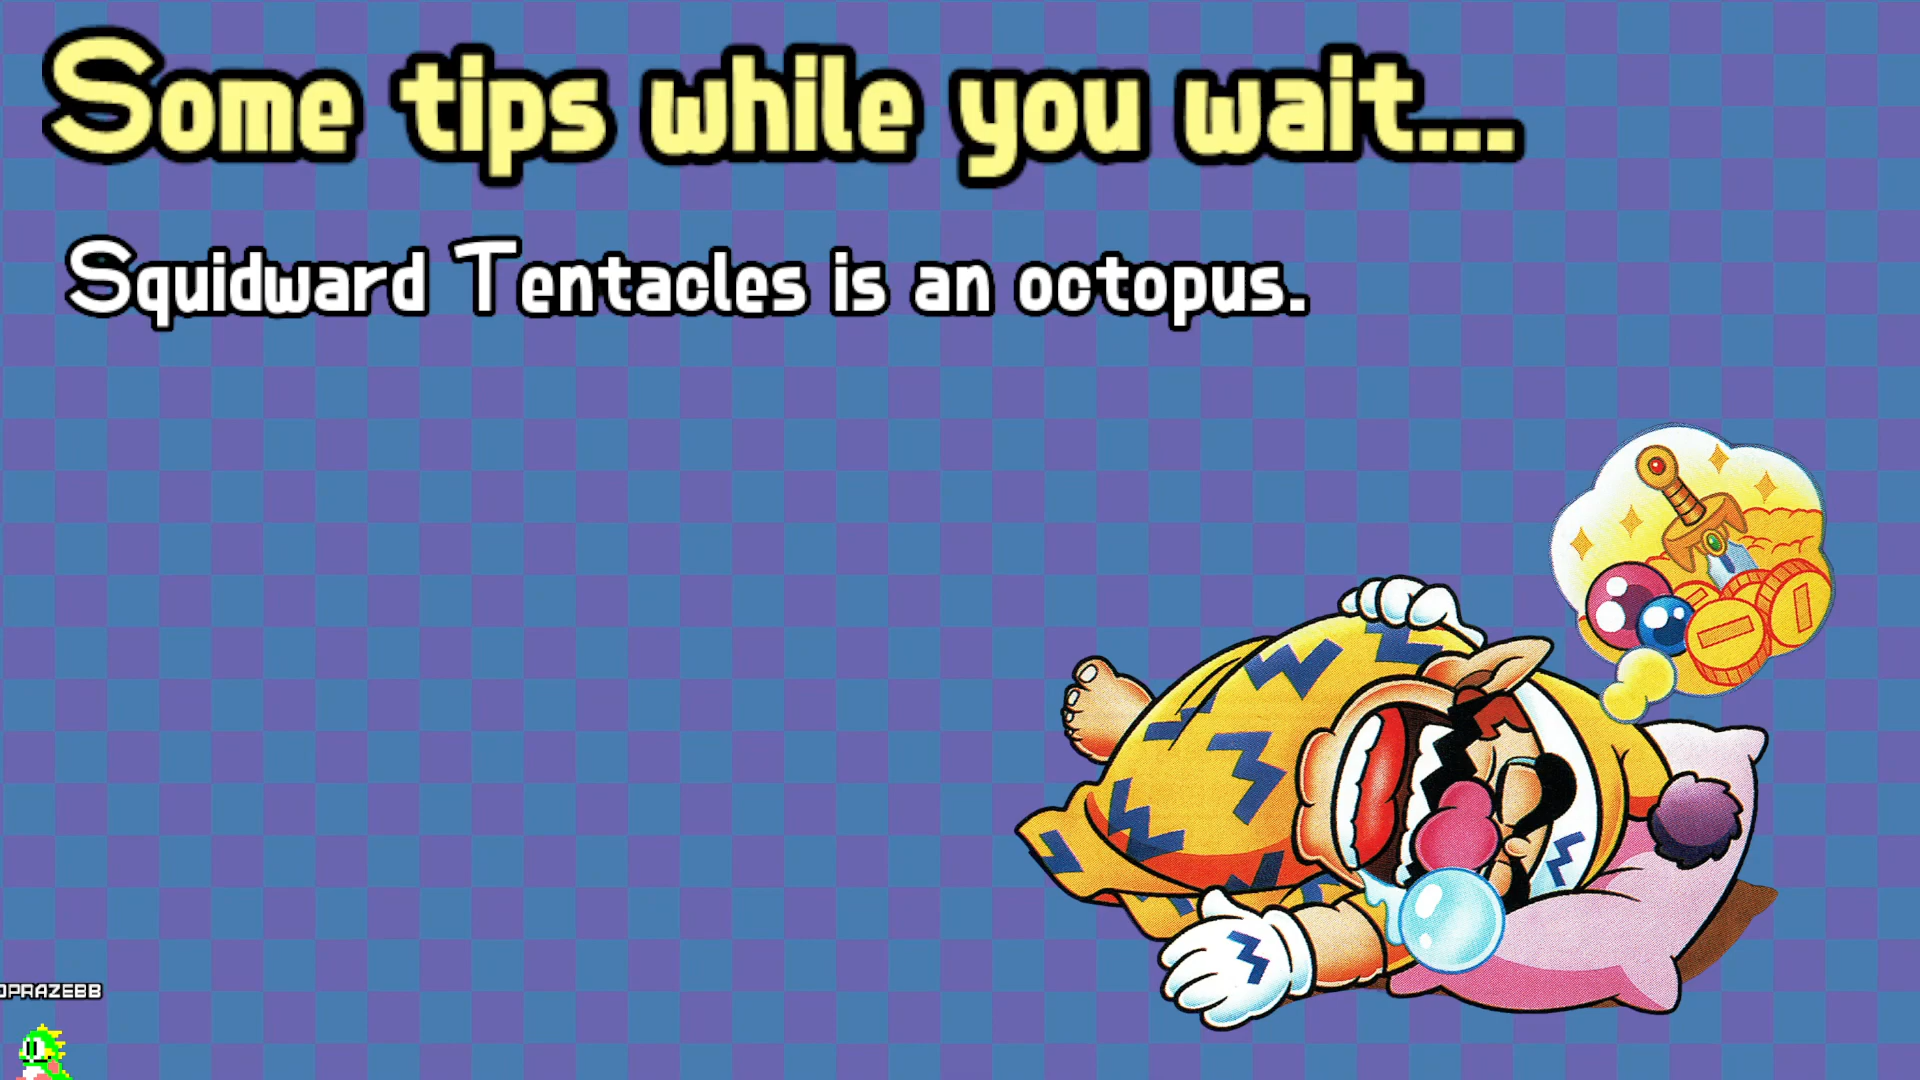 Some tips while you wait...
Squidward Tentacles is an octopus.